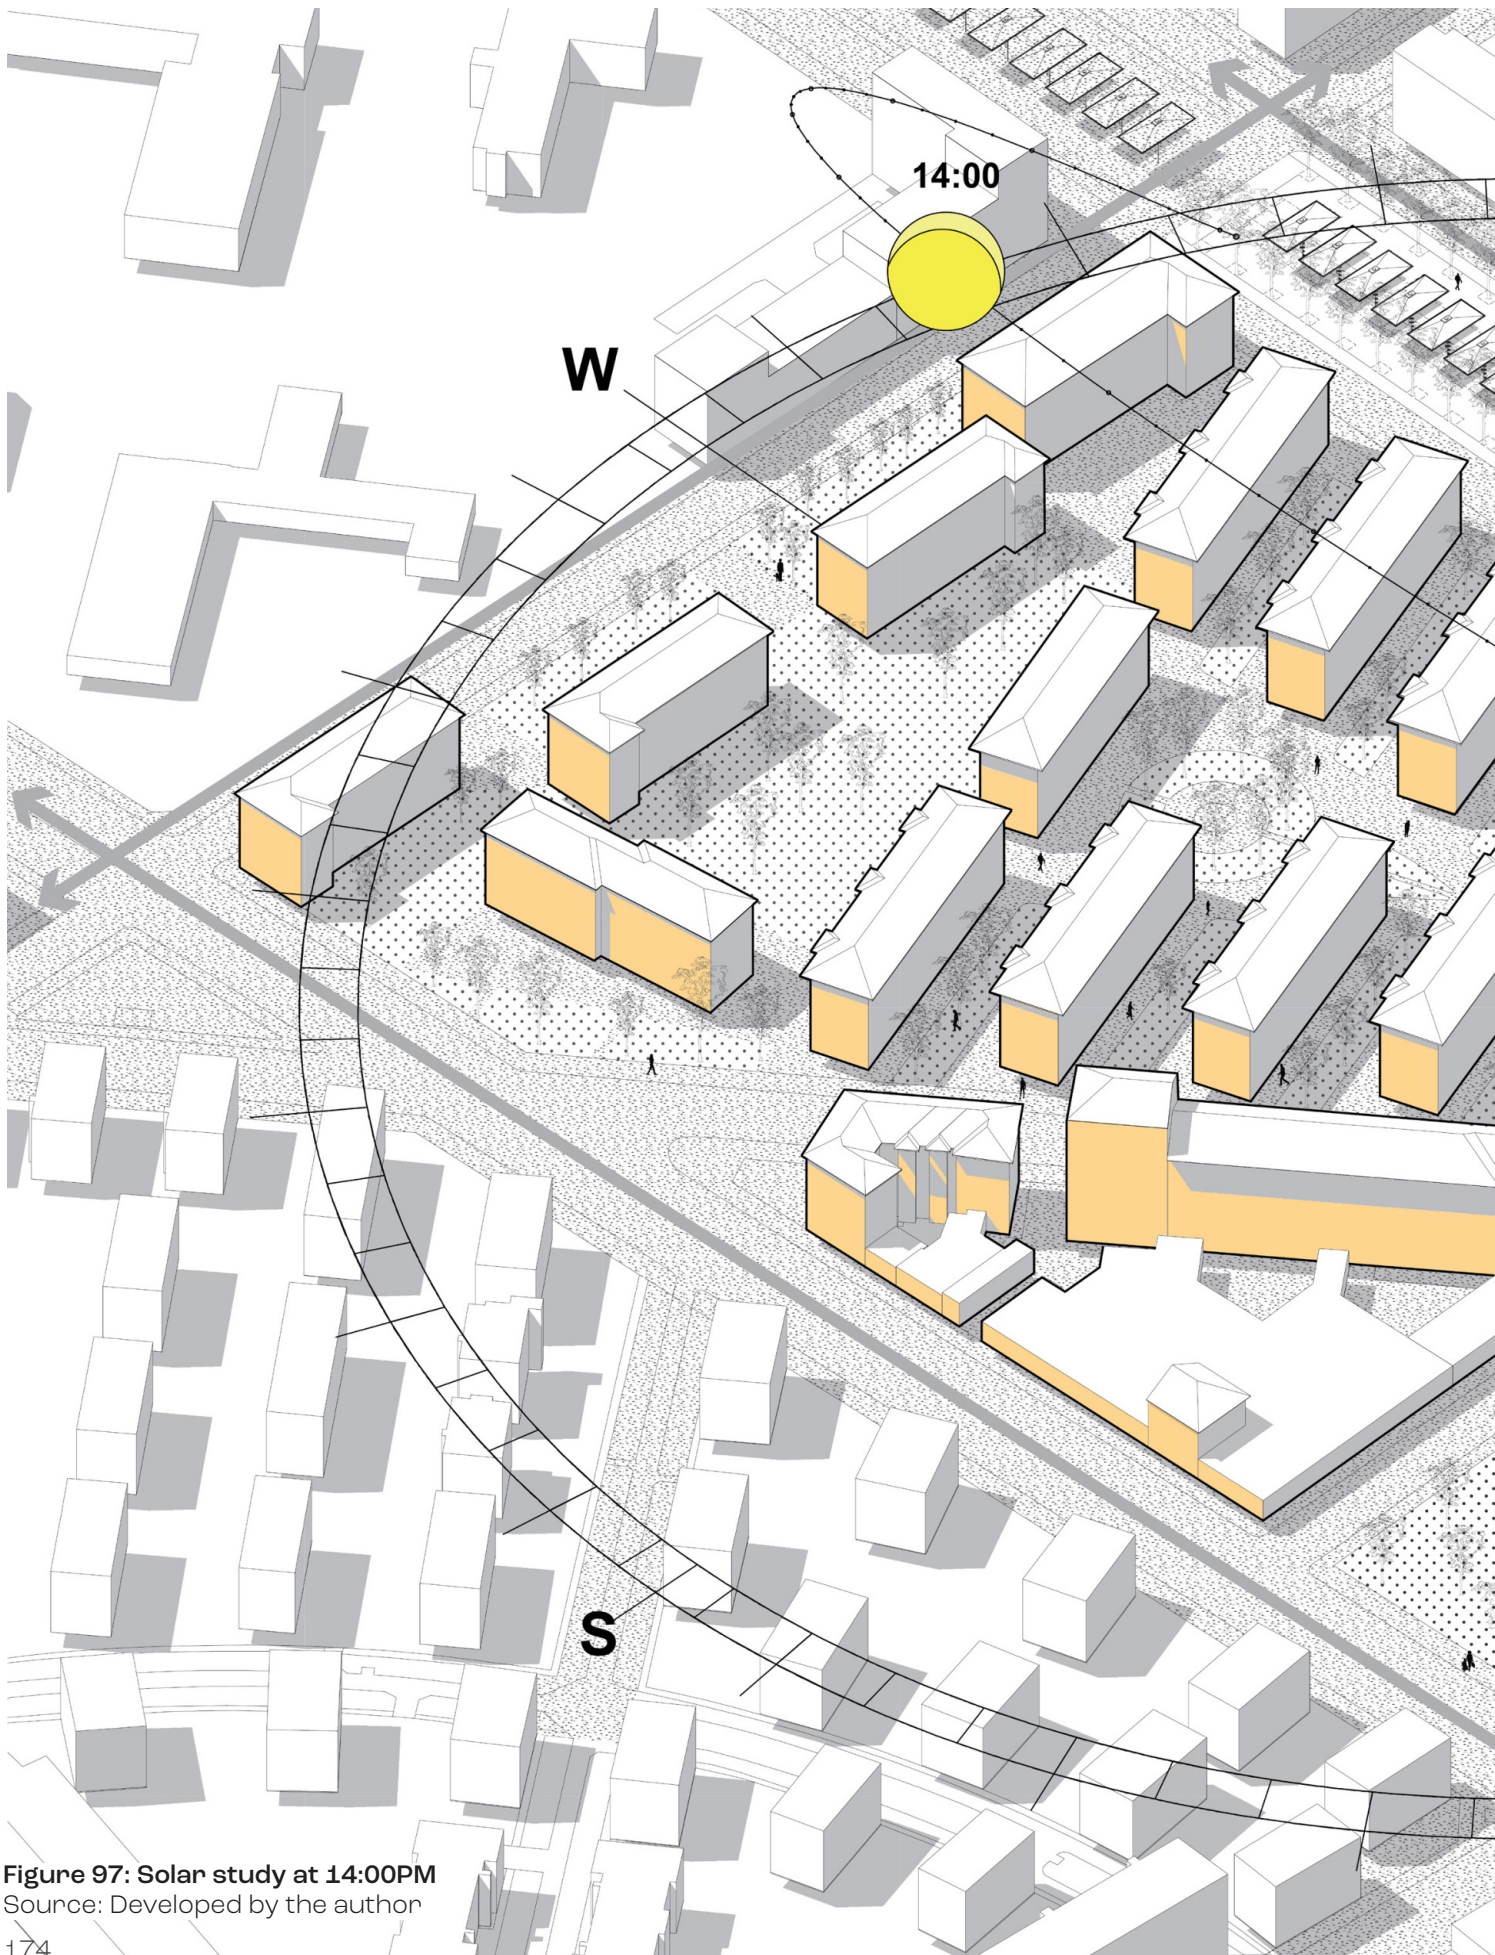 14:00
W
S
Figure 97: Solar study at 14:00PM
Source: Developed by the author
174